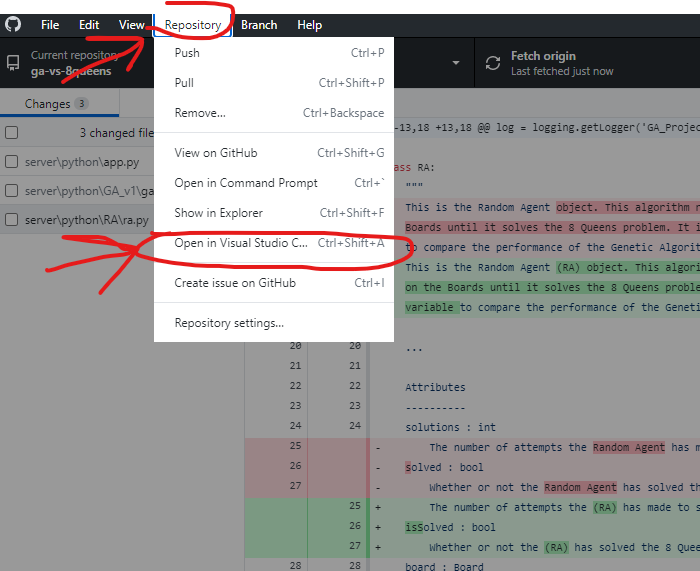 File Edit View Repository Branch Help
Current repository
ga-vs-8queens
Fetch origin
Last fetched just now
Changes 3
3 changed file
server\python\app.py
server\python\GA_v1\ga
server\python\RA\ra.py
Push Ctrl+P
Pull Ctrl+Shift+P
Remove... Ctrl+Backspace
View on GitHub Ctrl+Shift+G
Open in Command Prompt Ctrl+`
Show in Explorer Ctrl+Shift+F
Open in Visual Studio C... Ctrl+Shift+A
Create issue on GitHub Ctrl+I
Repository settings...
-13,18 +13,18 @@ log = logging.getLogger('GA_Projec
ass RA:
"""
This is the Random Agent object. This algorithm r
Boards until it solves the 8 Queens problem. It i
to compare the performance of the Genetic Algorit
This is the Random Agent (RA) object. This algori
on the Boards until it solves the 8 Queens proble
variable to compare the performance of the Geneti
20 20 ...
21 21
22 22 Attributes
23 23 ----------
24 24 solutions : int
25 - The number of attempts the Random Agent has ma
26 - solved : bool
27 - Whether or not the Random Agent has solved th
25 + The number of attempts the (RA) has made to s
26 + isSolved : bool
27 + Whether or not the (RA) has solved the 8 Quee
28 28 board : Board